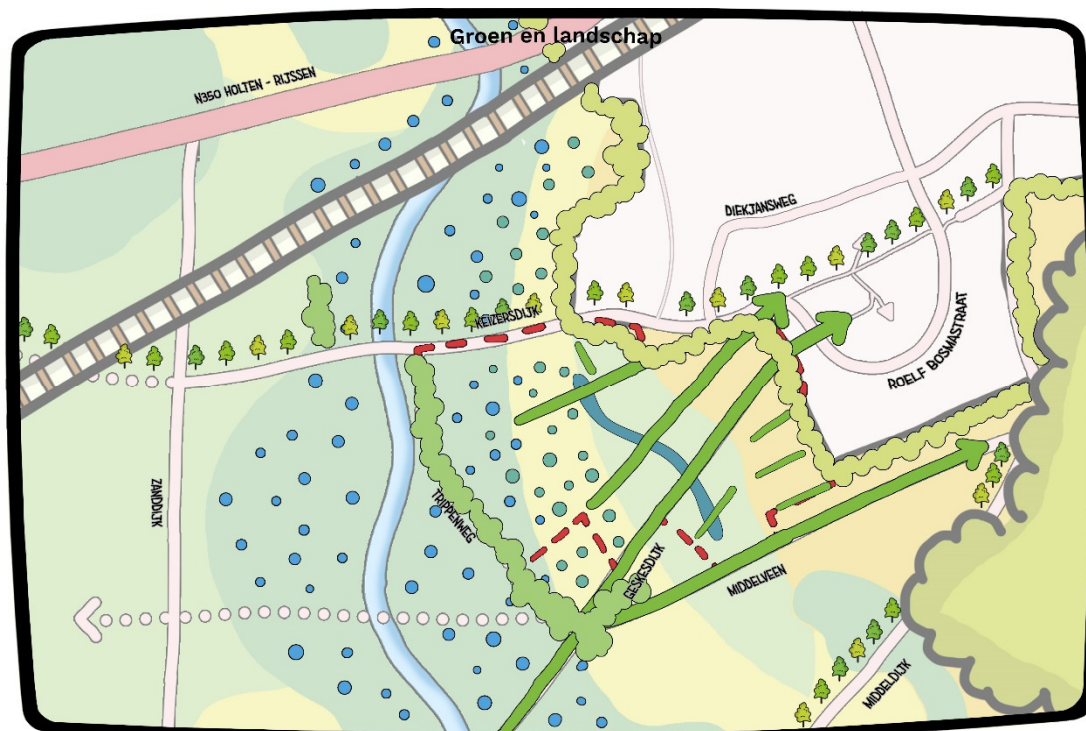 Groen en landschap
N350 HOLTEN - RIJSSEN
DIEKJANSWEG
KEIZERSDIJK
ROELF BOSMASTRAAT
ZANDDIJK
TRIPPENWEG
GESKESDIJK
MIDDELVEEN
MIDDELDIJK